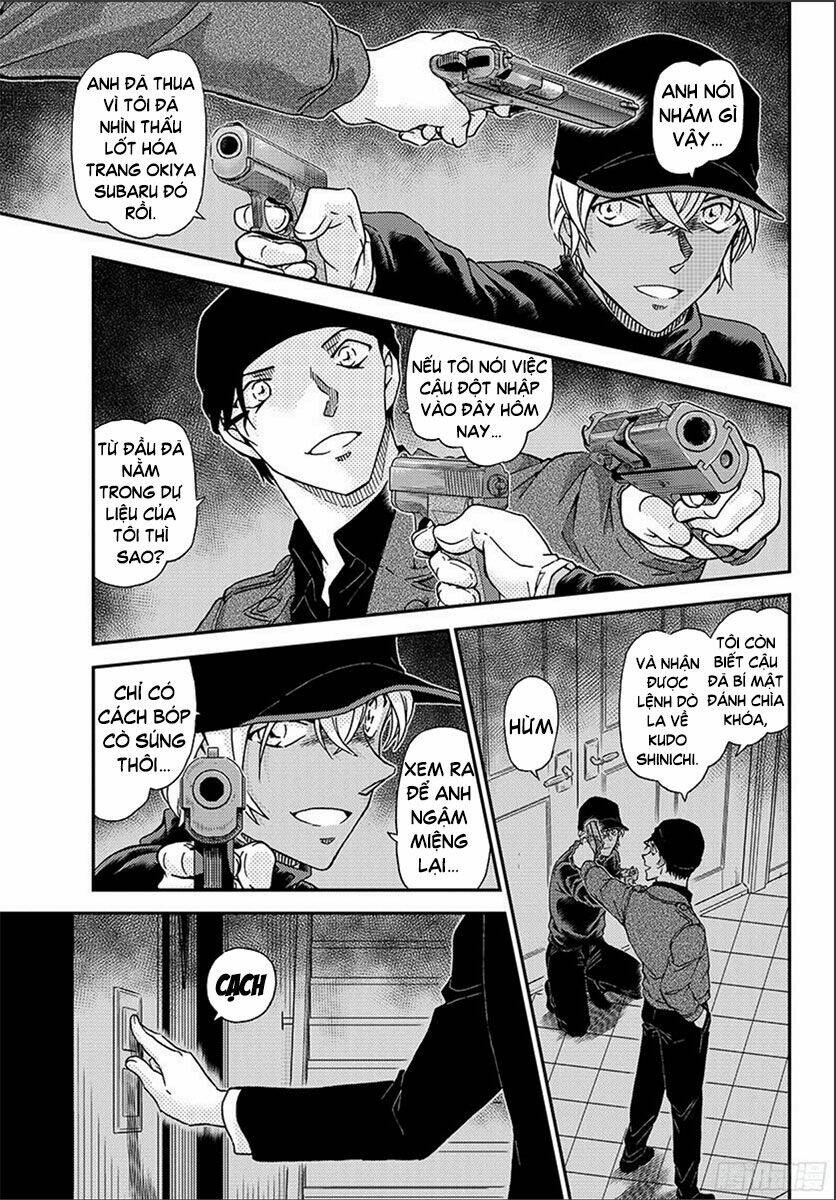 ANH NÓI
NHẢM GÌ
VẬY...
ANH ĐÃ THUA
VÌ TÔI ĐÃ
NHÌN THẤU
LỐT HÓA
TRANG OKIYA
SUBARU ĐÓ
RỒI.
NẾU TÔI NÓI VIỆC
CẬU ĐỘT NHẬP
VÀO ĐÂY HÔM
NAY...
TỪ ĐẦU ĐÃ
NẰM
TRONG DỰ
LIỆU CỦA
TÔI THÌ
SAO?
TÔI CÒN
BIẾT CẬU
ĐÃ BÍ MẬT
ĐÁNH CHÌA
KHÓA,
VÀ NHẬN
ĐƯỢC
LỆNH DÒ
LA VỀ
KUDO
SHINICHI.
HỪM
XEM RA
ĐỂ ANH
NGẬM
MIỆNG
LẠI...
CHỈ CÓ
CÁCH BÓP
CÒ SÚNG
THÔI...
CẠCH
腾讯动漫